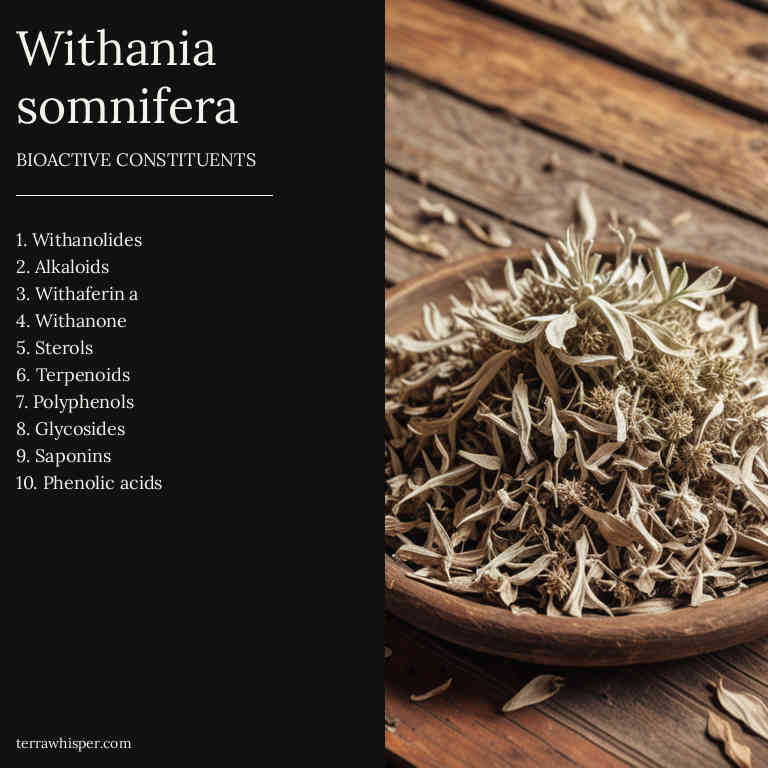 Withania
somnifera
BIOACTIVE CONSTITUENTS
1. Withanolides
2. Alkaloids
3. Withaferin a
4. Withanone
5. Sterols
6. Terpenoids
7. Polyphenols
8. Glycosides
9. Saponins
10. Phenolic acids
terrawhisper.com